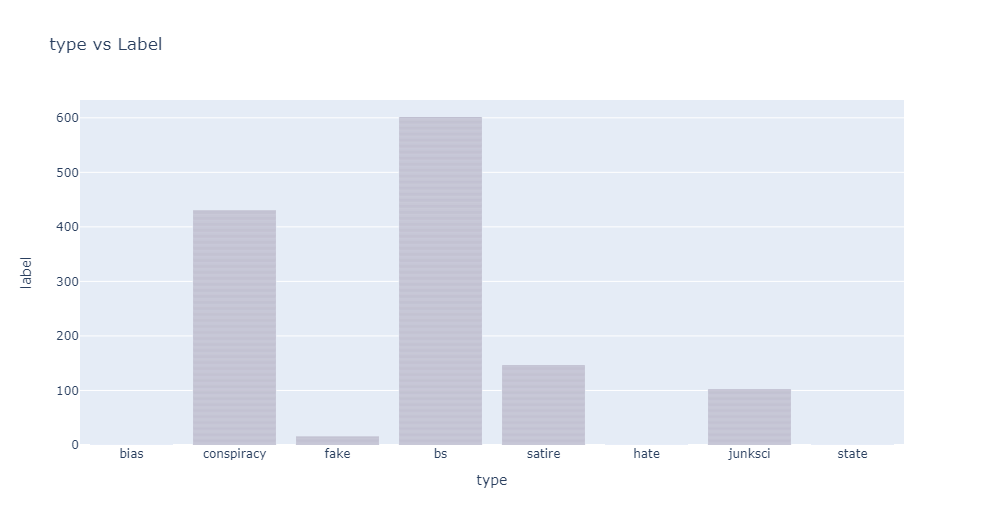 type vs Label
600
500
400
300
200
100
0
label
bias conspiracy fake bs satire hate junksci state
type